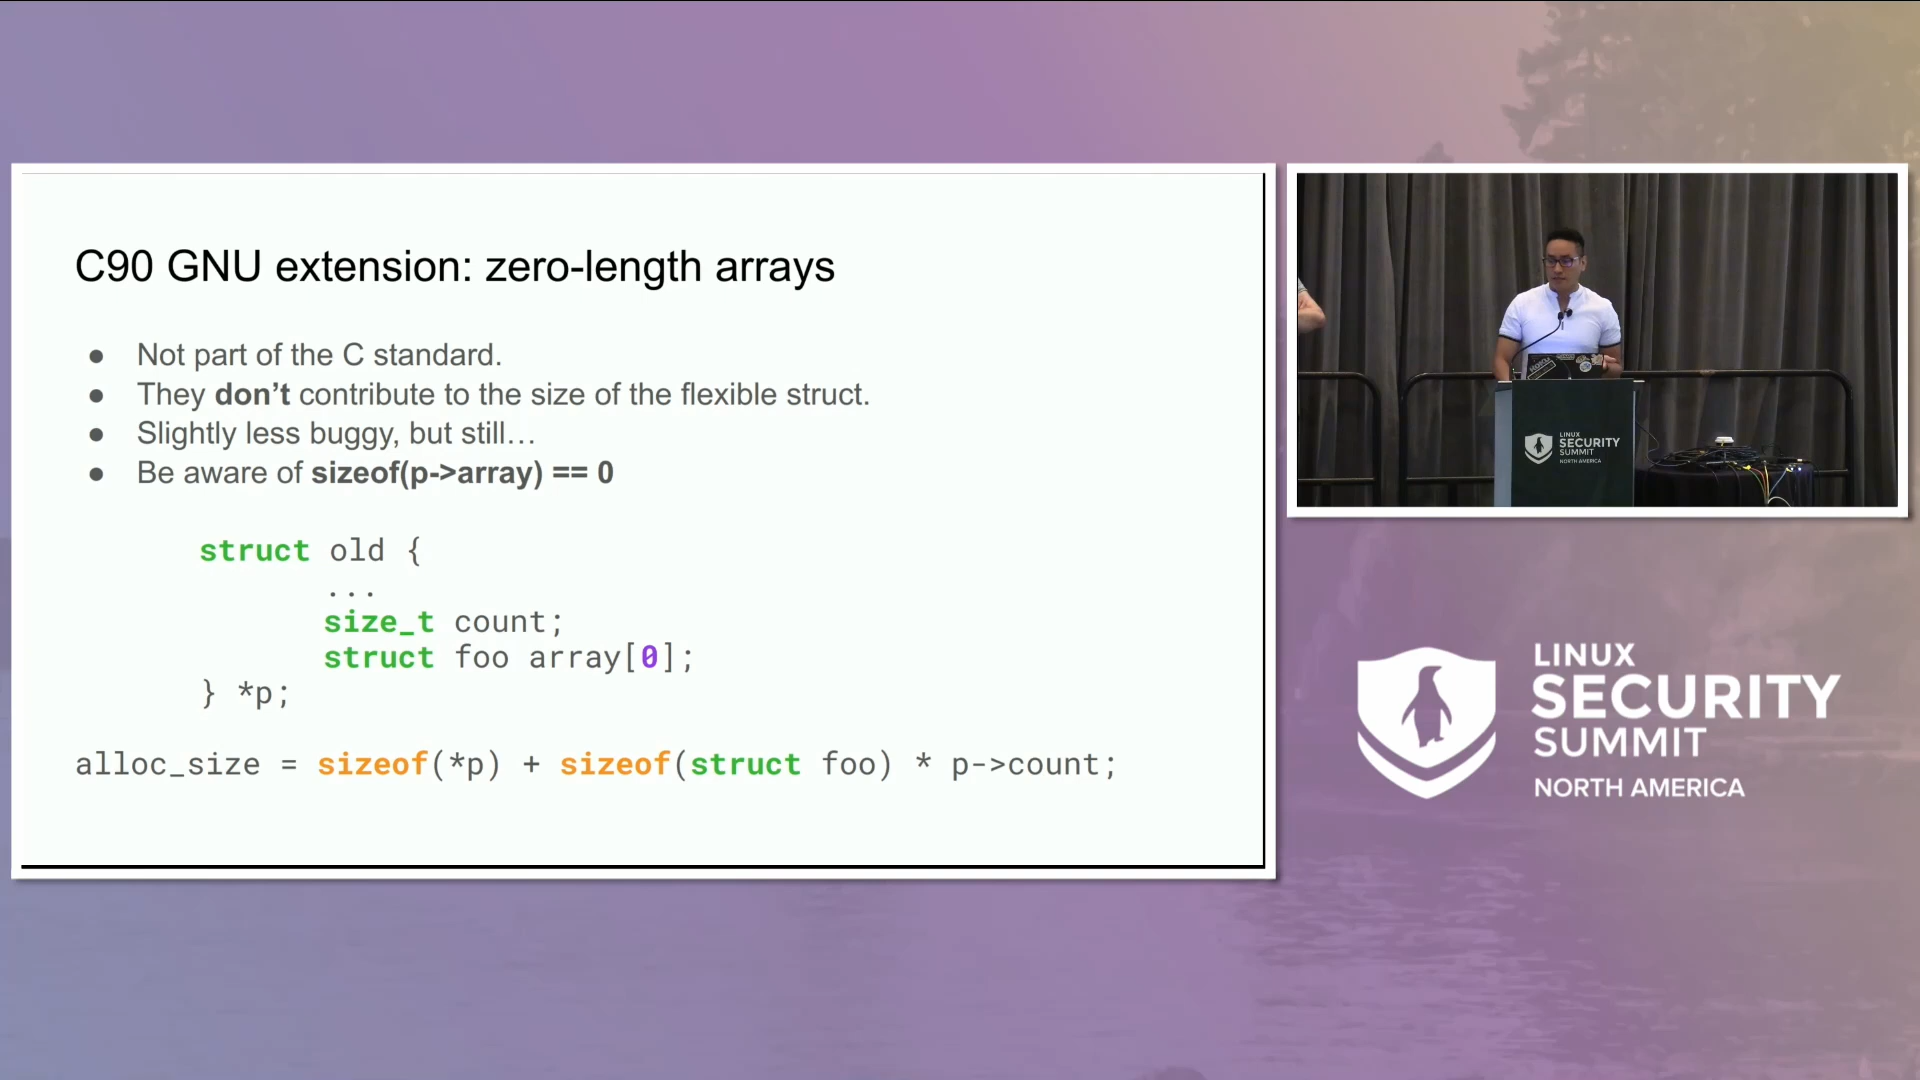 C90 GNU extension: zero-length arrays
● Not part of the C standard.
● They don’t contribute to the size of the flexible struct.
● Slightly less buggy, but still…
● Be aware of sizeof(p->array) == 0
struct old {
...
size_t count;
struct foo array[0];
} *p;
alloc_size = sizeof(*p) + sizeof(struct foo) * p->count;
LINUX
SECURITY
SUMMIT
NORTH AMERICA
LINUX
SECURITY
SUMMIT
NORTH AMERICA